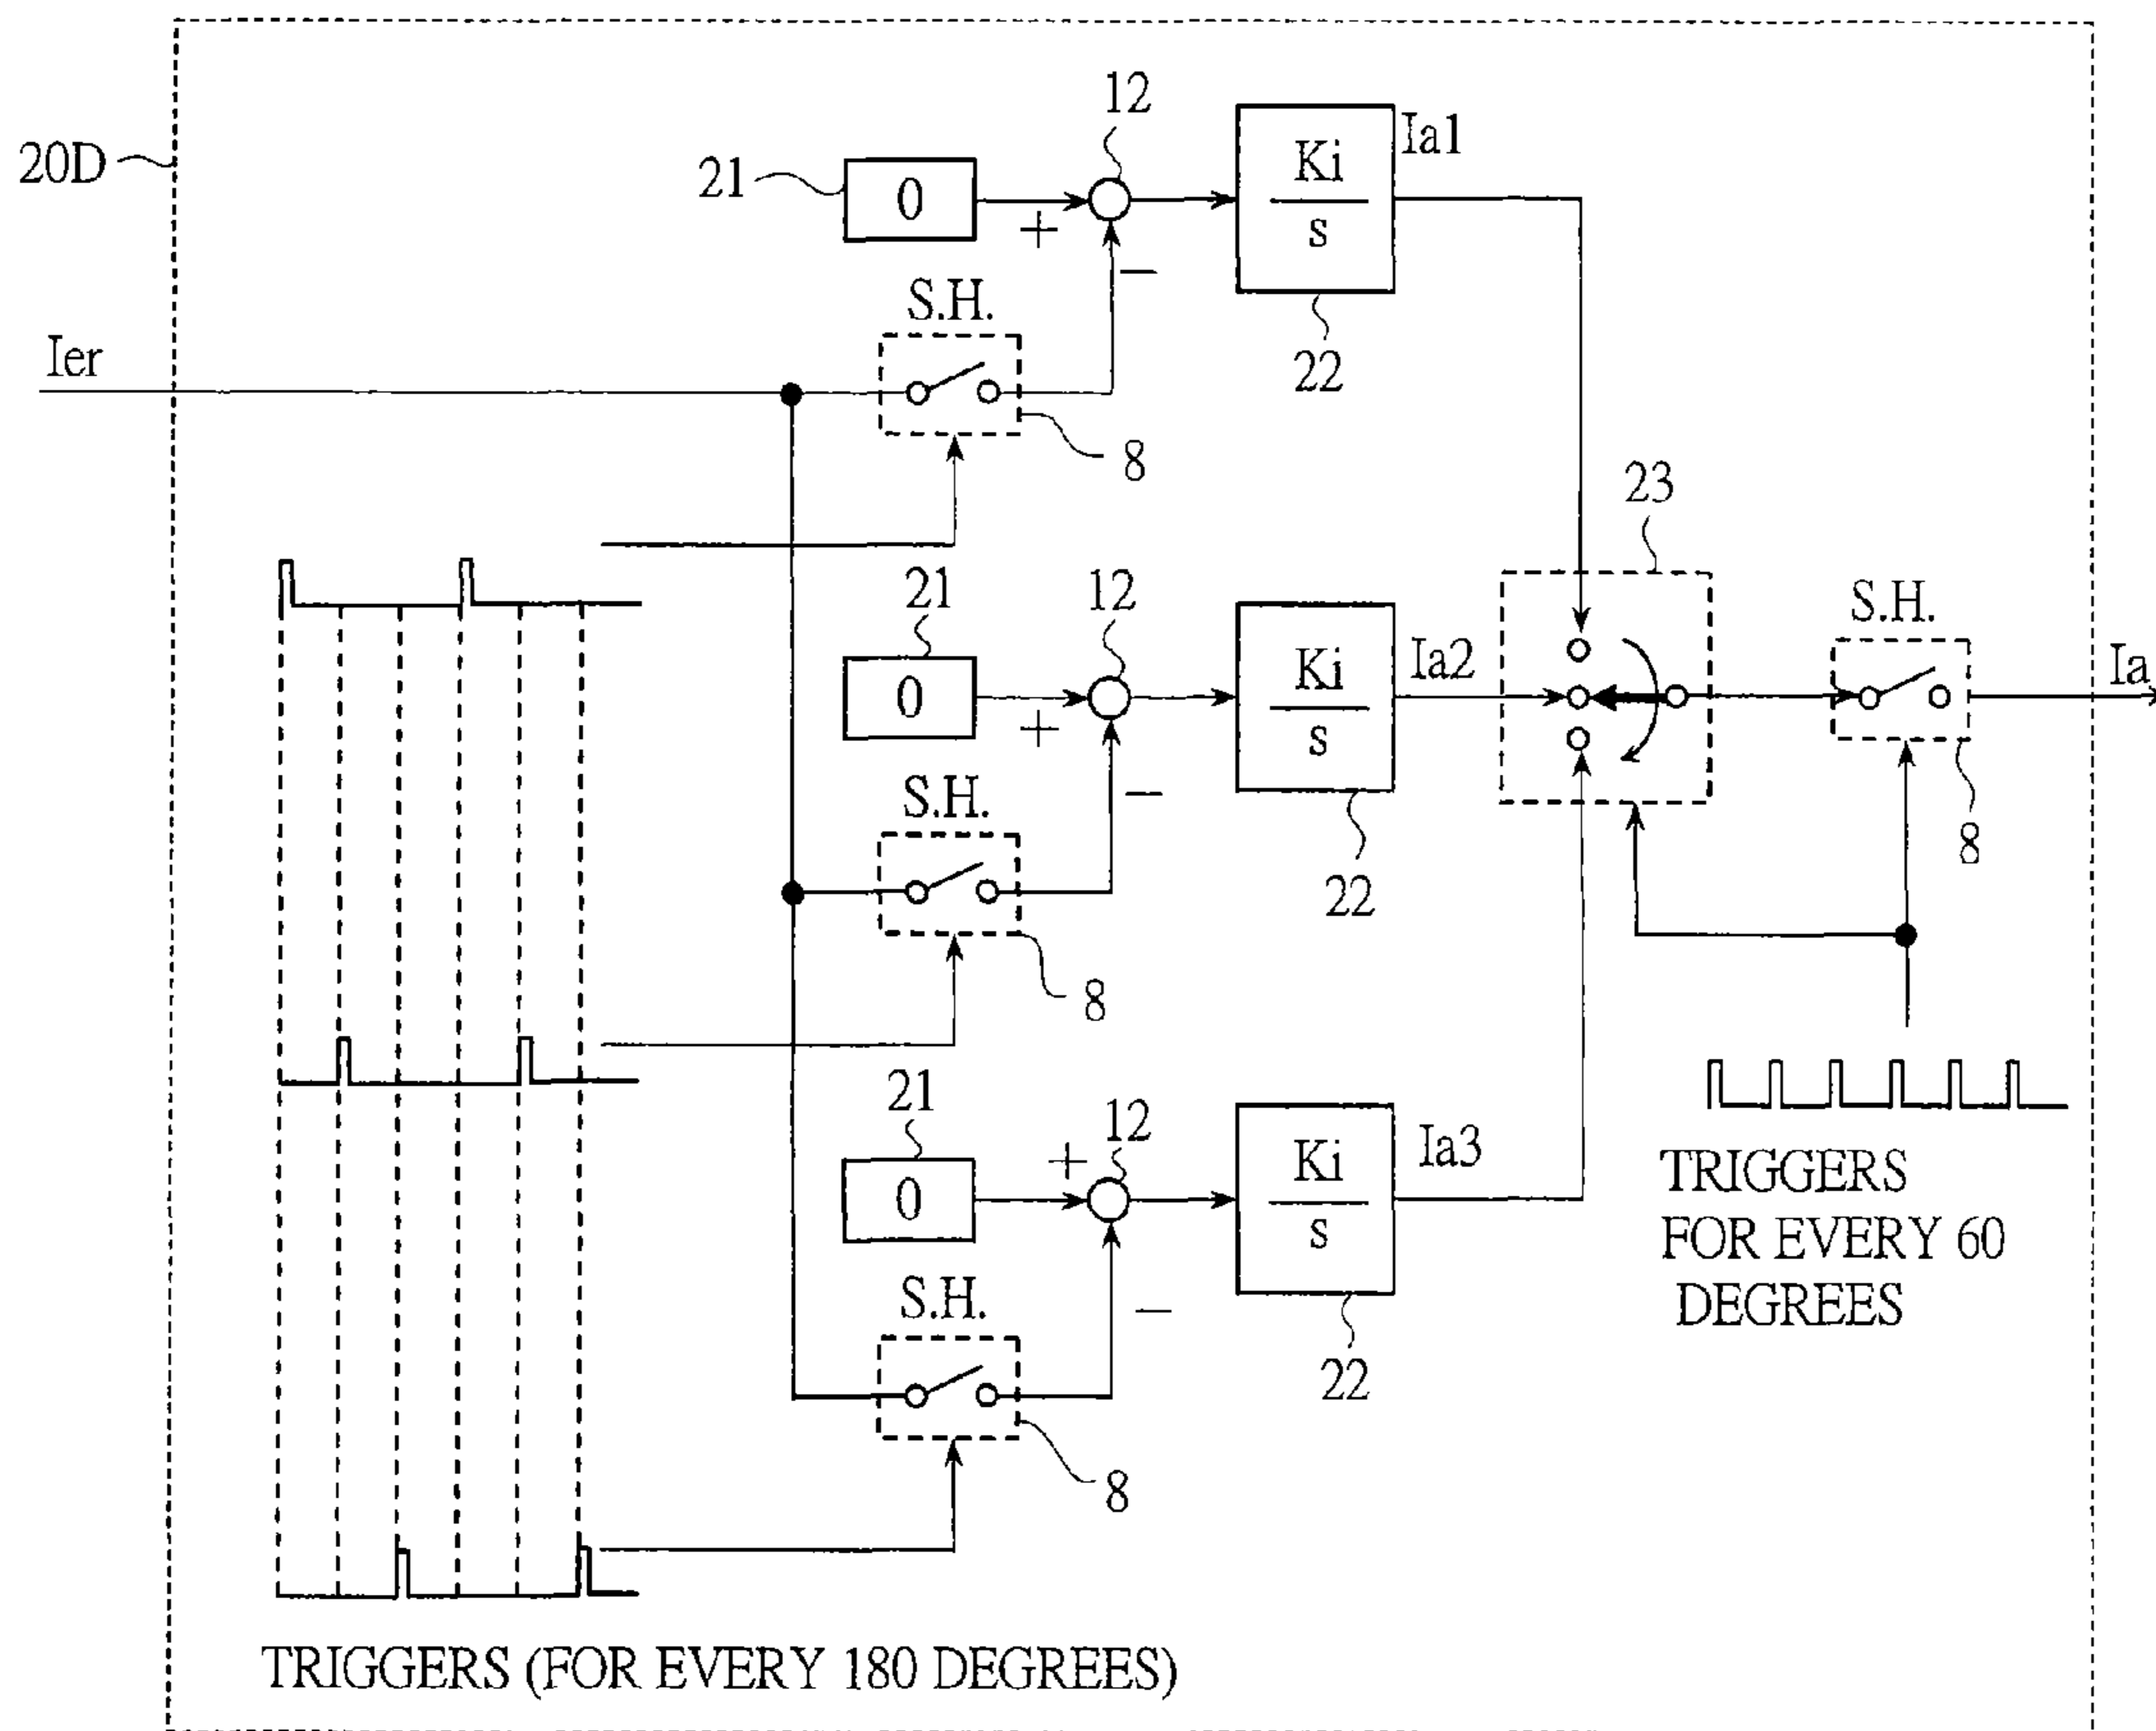 12
Ia1
20D
21
0
Ki
s
+
−
S.H.
Ier
22
8
23
21
12
S.H.
0
Ki
s
Ia2
Ia
+
S.H.
−
8
22
8
21
12
+
Ki
s
Ia3
0
TRIGGERS
FOR EVERY 60
DEGREES
S.H.
−
22
8
TRIGGERS (FOR EVERY 180 DEGREES)